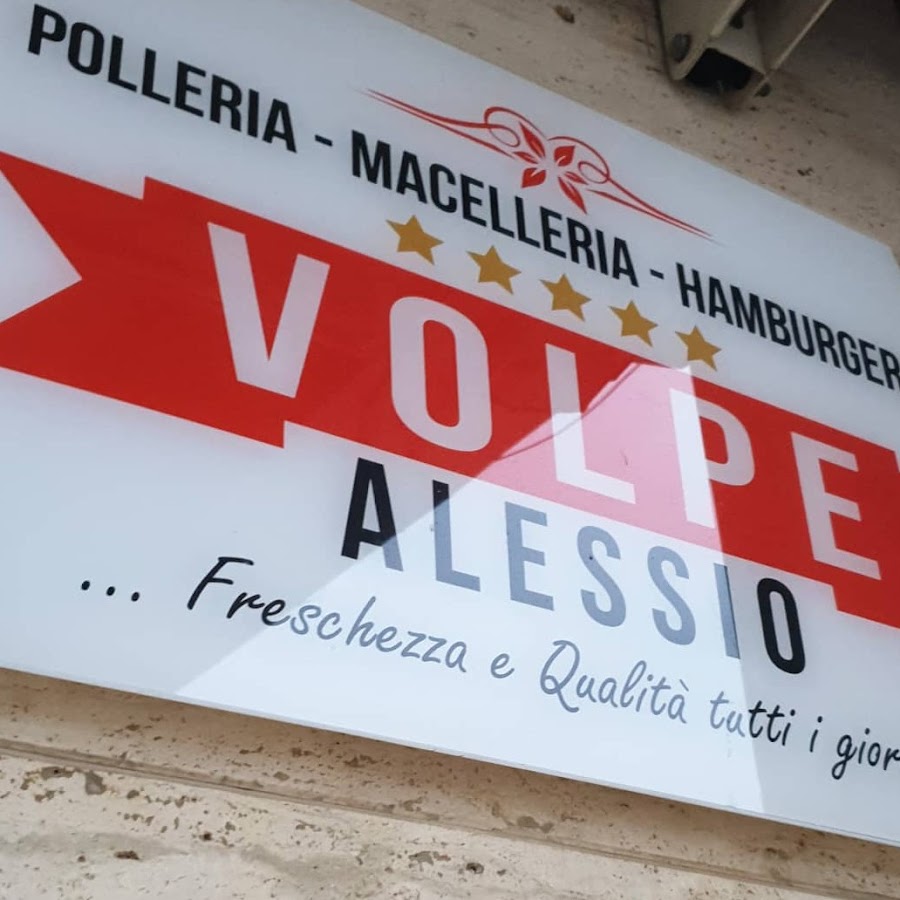 POLLERIA - MACELLERIA - HAMBURGER
VOLPE
ALESSIO
... Freschezza e Qualità tutti i gior